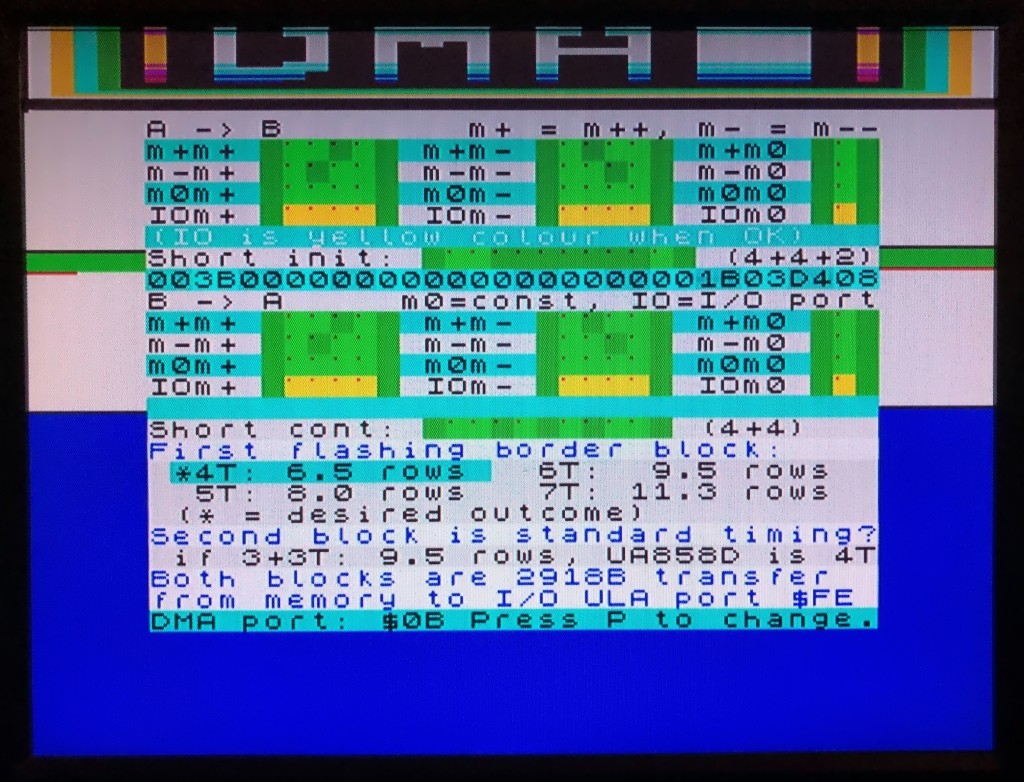 DMA
A -> B m+ = m++, m- = m--
m+m+ m+m- m+m0
m-m+ m-m- m-m0
m0m+ m0m- m0m0
IOm+ IOm- IOm0
(IO is yellow colour when OK)
Short init: (4+4+2)
003B000000000000000000001B03D408
B -> A m0=const, IO=I/O port
m+m+ m+m- m+m0
m-m+ m-m- m-m0
m0m+ m0m- m0m0
IOm+ IOm- IOm0
Short cont: (4+4)
First flashing border block:
*4T: 6.5 rows 6T: 9.5 rows
5T: 8.0 rows 7T: 11.3 rows
(* = desired outcome)
Second block is standard timing?
if 3+3T: 9.5 rows, UA858D is 4T
Both blocks are 2918B transfer
from memory to I/O ULA port $FE
DMA port: $0B Press P to change.